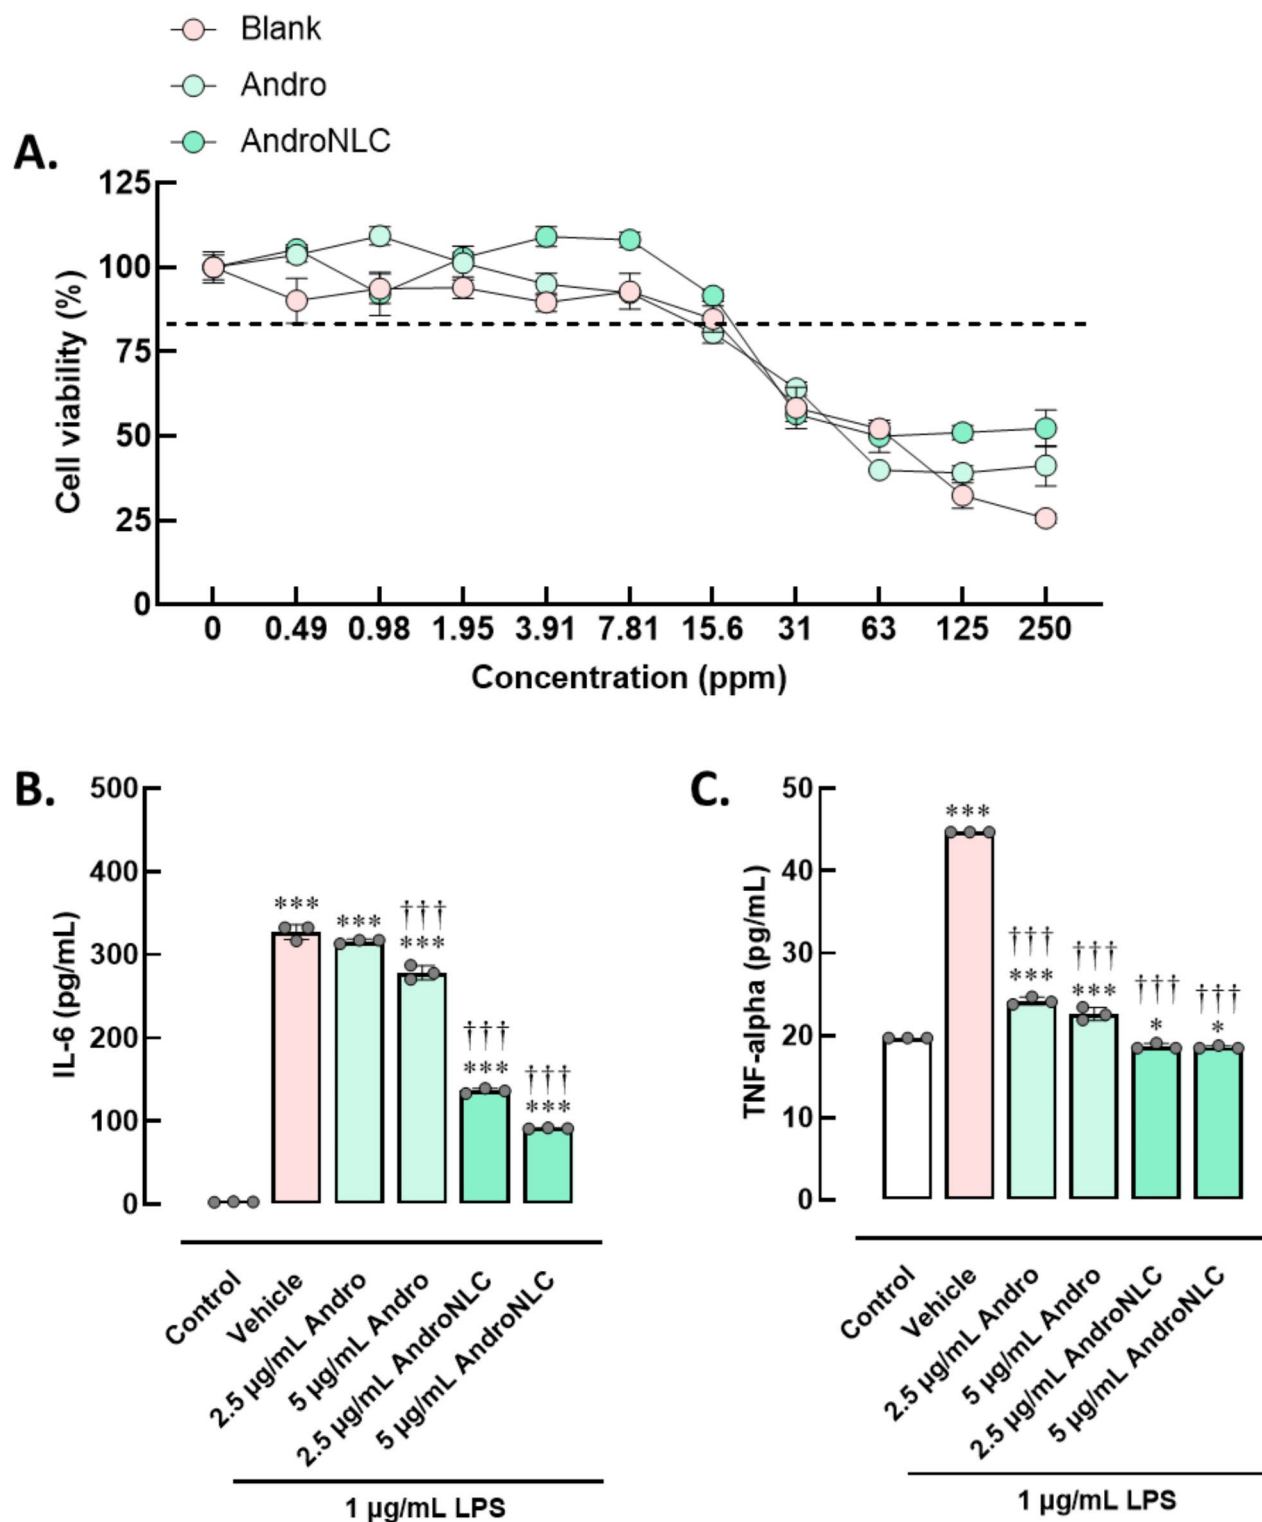 Blank
Andro
AndroNLC
A.
125
100
75
50
25
0
Cell viability (%)
0 0.49 0.98 1.95 3.91 7.81 15.6 31 63 125 250
Concentration (ppm)
B.
500
400
300
200
100
0
IL-6 (pg/mL)
***
***
†††
***
†††
***
†††
***
Control
Vehicle
2.5 µg/mL Andro
5 µg/mL Andro
2.5 µg/mL AndroNLC
5 µg/mL AndroNLC
1 µg/mL LPS
C.
50
40
30
20
10
0
TNF-alpha (pg/mL)
***
†††
***
†††
***
†††
*
†††
*
Control
Vehicle
2.5 µg/mL Andro
5 µg/mL Andro
2.5 µg/mL AndroNLC
5 µg/mL AndroNLC
1 µg/mL LPS